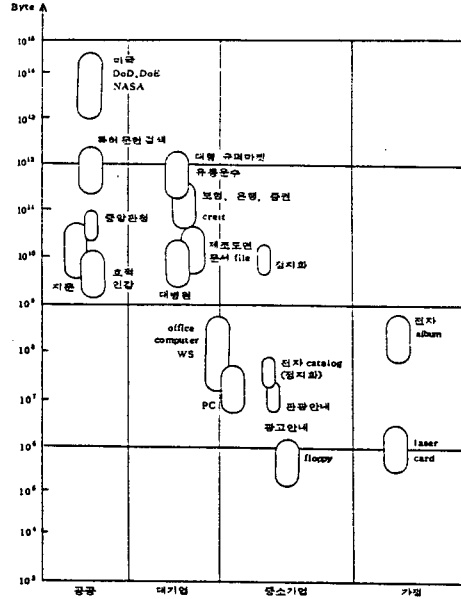 Byte
10¹⁴
미국
DoD, DoE
NASA
특허 문헌 검색
10¹³
대형 슈퍼마켓
유통운수
보험, 은행, 증권
10¹¹
중앙관청
10¹⁰
제조도면
문서 file
정지화
지문
호적
인감
대병원
10⁹
office
computer
WS
전자
album
10⁸
전자 catalog
(정지화)
10⁷
PC
관광안내
광고안내
10⁶
floppy
laser
card
10⁵
10⁴
10³
공공
대기업
중소기업
가정